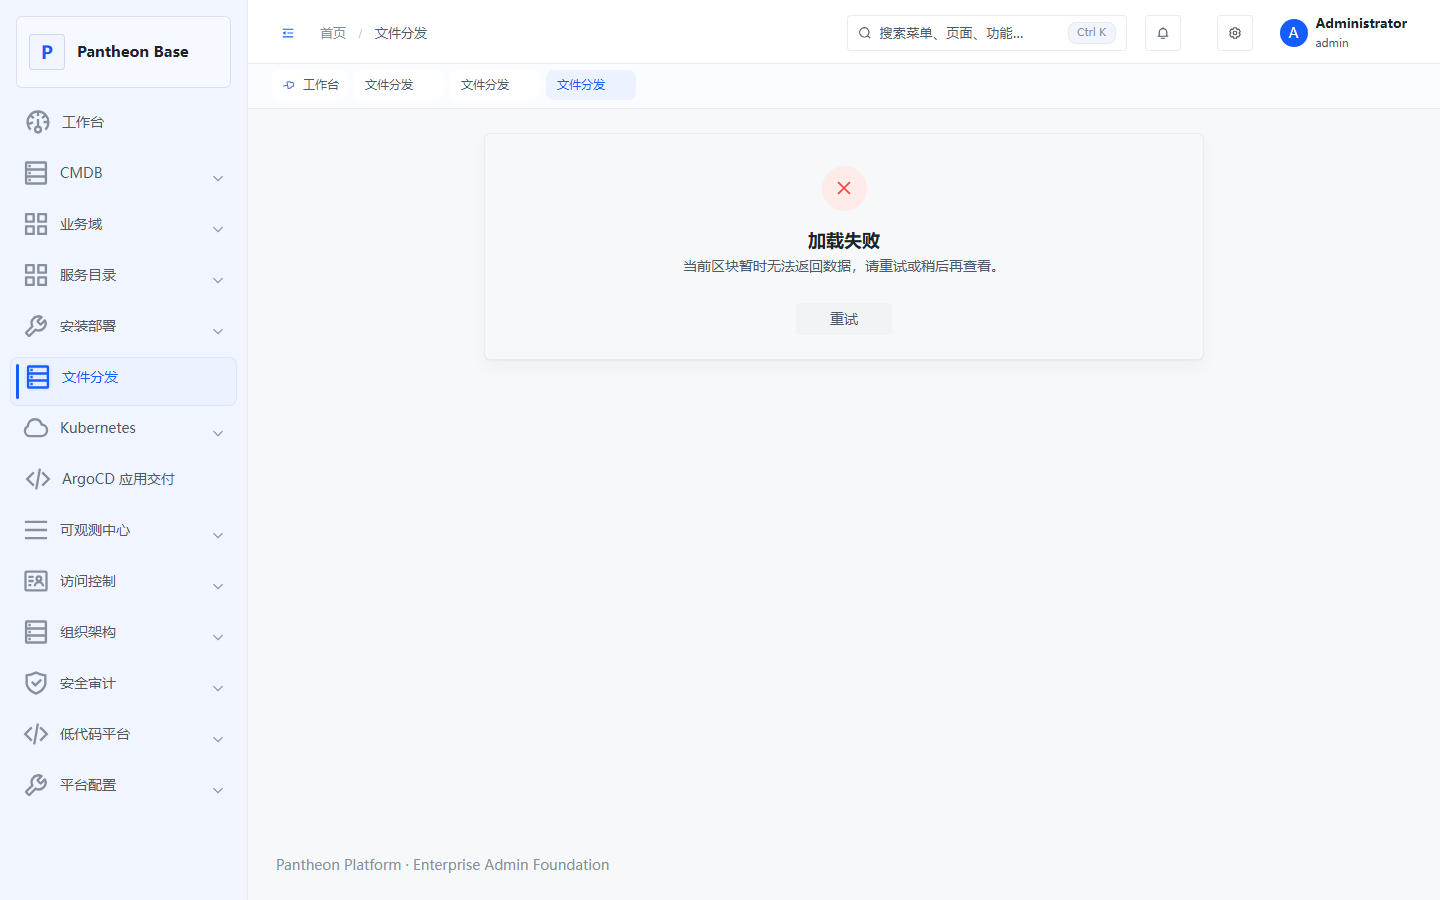 P Pantheon Base
工作台
CMDB
业务域
服务目录
安装部署
文件分发
Kubernetes
ArgoCD 应用交付
可观测中心
访问控制
组织架构
安全审计
低代码平台
平台配置
首页 / 文件分发
搜索菜单、页面、功能... Ctrl K
A Administrator
admin
工作台 文件分发 文件分发 文件分发
加载失败
当前区块暂时无法返回数据，请重试或稍后再查看。
重试
Pantheon Platform · Enterprise Admin Foundation